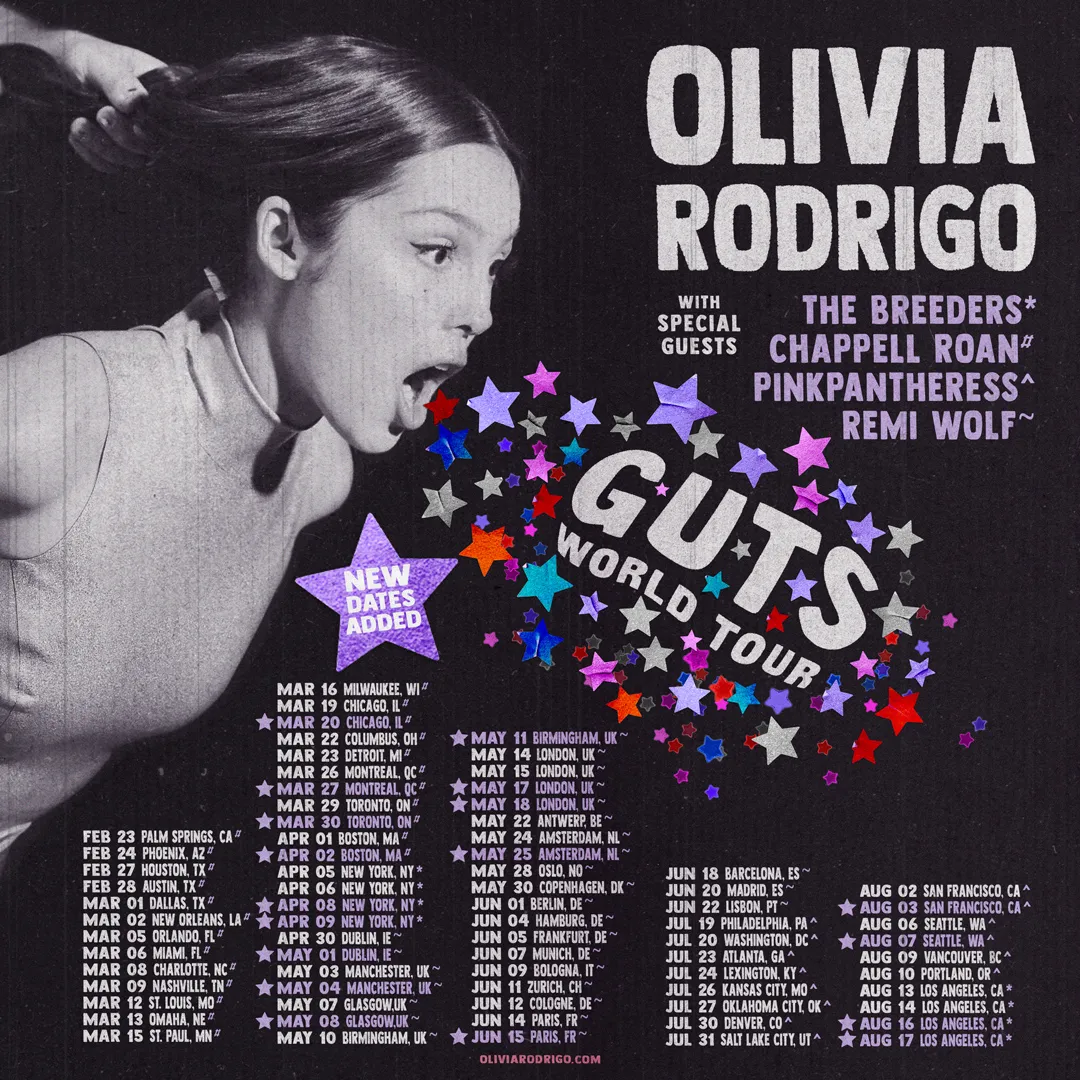 OLIVIA
RODRIGO
WITH
SPECIAL
GUESTS
THE BREEDERS*
CHAPPELL ROAN♯
PINKPANTHERESS^
REMI WOLF~
GUTS
WORLD TOUR
NEW
DATES
ADDED
FEB 23 PALM SPRINGS, CA♯
FEB 24 PHOENIX, AZ♯
FEB 27 HOUSTON, TX♯
FEB 28 AUSTIN, TX♯
MAR 01 DALLAS, TX♯
MAR 02 NEW ORLEANS, LA♯
MAR 05 ORLANDO, FL♯
MAR 06 MIAMI, FL♯
MAR 08 CHARLOTTE, NC♯
MAR 09 NASHVILLE, TN♯
MAR 12 ST. LOUIS, MO♯
MAR 13 OMAHA, NE♯
MAR 15 ST. PAUL, MN♯
MAR 16 MILWAUKEE, WI♯
MAR 19 CHICAGO, IL♯
★ MAR 20 CHICAGO, IL♯
MAR 22 COLUMBUS, OH♯
MAR 23 DETROIT, MI♯
MAR 26 MONTREAL, QC♯
★ MAR 27 MONTREAL, QC♯
MAR 29 TORONTO, ON♯
★ MAR 30 TORONTO, ON♯
APR 01 BOSTON, MA♯
★ APR 02 BOSTON, MA♯
APR 05 NEW YORK, NY*
APR 06 NEW YORK, NY*
★ APR 08 NEW YORK, NY*
★ APR 09 NEW YORK, NY*
APR 30 DUBLIN, IE~
★ MAY 01 DUBLIN, IE~
MAY 03 MANCHESTER, UK~
★ MAY 04 MANCHESTER, UK~
MAY 07 GLASGOW,UK~
★ MAY 08 GLASGOW,UK~
MAY 10 BIRMINGHAM, UK~
★ MAY 11 BIRMINGHAM, UK~
MAY 14 LONDON, UK~
MAY 15 LONDON, UK~
★ MAY 17 LONDON, UK~
★ MAY 18 LONDON, UK~
MAY 22 ANTWERP, BE~
MAY 24 AMSTERDAM, NL~
★ MAY 25 AMSTERDAM, NL~
MAY 28 OSLO, NO~
MAY 30 COPENHAGEN, DK~
JUN 01 BERLIN, DE~
JUN 04 HAMBURG, DE~
JUN 05 FRANKFURT, DE~
JUN 07 MUNICH, DE~
JUN 09 BOLOGNA, IT~
JUN 11 ZURICH, CH~
JUN 12 COLOGNE, DE~
JUN 14 PARIS, FR~
★ JUN 15 PARIS, FR~
JUN 18 BARCELONA, ES~
JUN 20 MADRID, ES~
JUN 22 LISBON, PT~
JUL 19 PHILADELPHIA, PA^
JUL 20 WASHINGTON, DC^
JUL 23 ATLANTA, GA^
JUL 24 LEXINGTON, KY^
JUL 26 KANSAS CITY, MO^
JUL 27 OKLAHOMA CITY, OK^
JUL 30 DENVER, CO^
JUL 31 SALT LAKE CITY, UT^
AUG 02 SAN FRANCISCO, CA^
★ AUG 03 SAN FRANCISCO, CA^
AUG 06 SEATTLE, WA^
★ AUG 07 SEATTLE, WA^
AUG 09 VANCOUVER, BC^
AUG 10 PORTLAND, OR^
AUG 13 LOS ANGELES, CA*
AUG 14 LOS ANGELES, CA*
★ AUG 16 LOS ANGELES, CA*
★ AUG 17 LOS ANGELES, CA*
OLIVIARODRIGO.COM